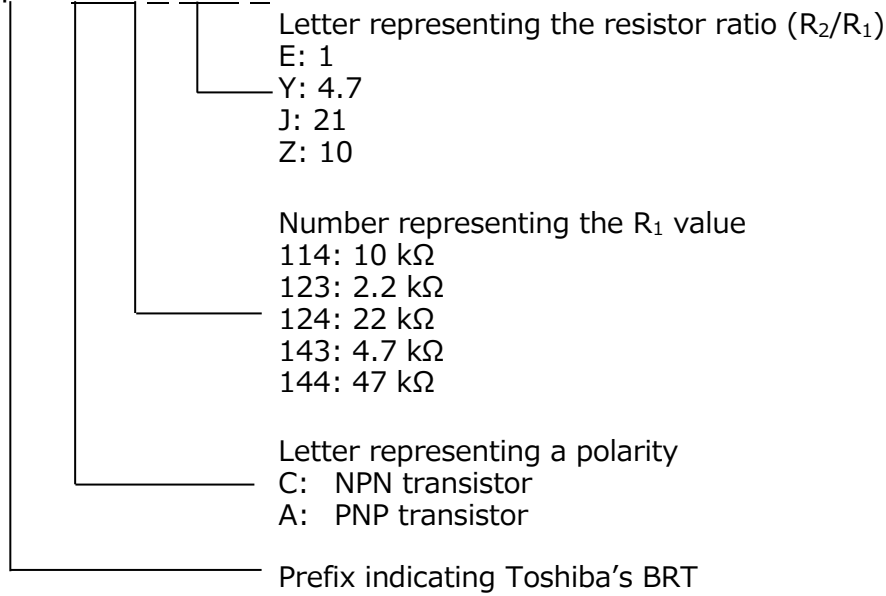 Letter representing the resistor ratio (R₂/R₁)
E: 1
Y: 4.7
J: 21
Z: 10
Number representing the R₁ value
114: 10 kΩ
123: 2.2 kΩ
124: 22 kΩ
143: 4.7 kΩ
144: 47 kΩ
Letter representing a polarity
C: NPN transistor
A: PNP transistor
Prefix indicating Toshiba’s BRT